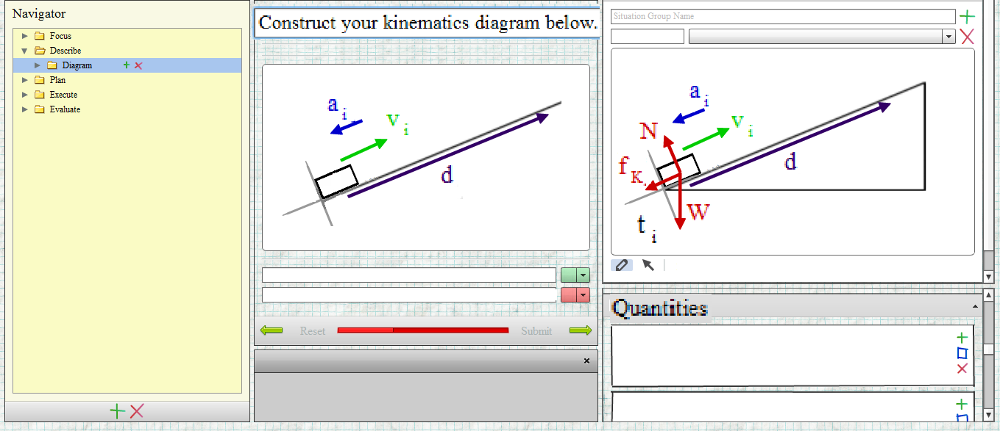 Navigator
Focus
Describe
Diagram
Plan
Execute
Evaluate
Construct your kinematics diagram below.
a i
v i
d
Reset
Submit
Situation Group Name
a i
v i
N
f K
d
W
t i
Quantities